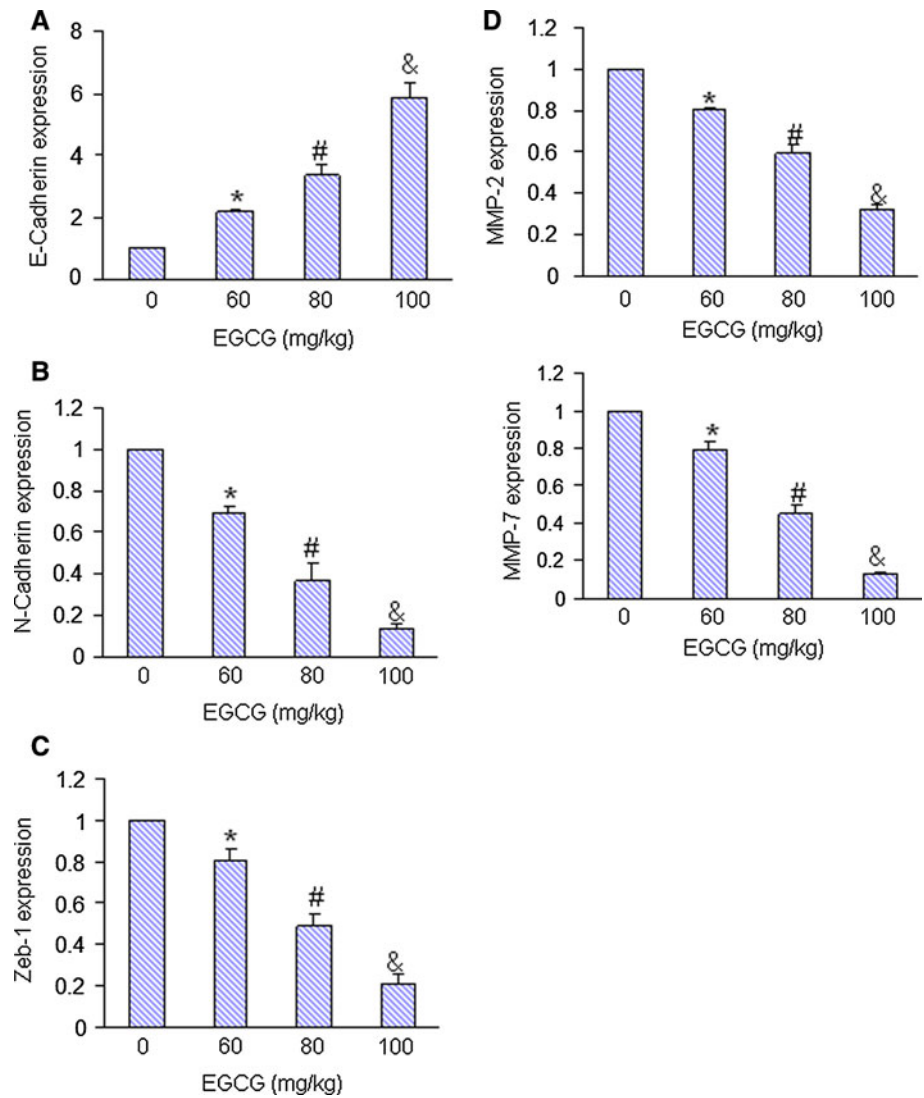 A
E-Cadherin expression
8
6
4
2
0
&
#
*
0 60 80 100
EGCG (mg/kg)
B
N-Cadherin expression
1.2
1
0.8
0.6
0.4
0.2
0
*
#
&
0 60 80 100
EGCG (mg/kg)
C
Zeb-1 expression
1.2
1
0.8
0.6
0.4
0.2
0
*
#
&
0 60 80 100
EGCG (mg/kg)
D
MMP-2 expression
1.2
1
0.8
0.6
0.4
0.2
0
*
#
&
0 60 80 100
EGCG (mg/kg)
MMP-7 expression
1.2
1
0.8
0.6
0.4
0.2
0
*
#
&
0 60 80 100
EGCG (mg/kg)